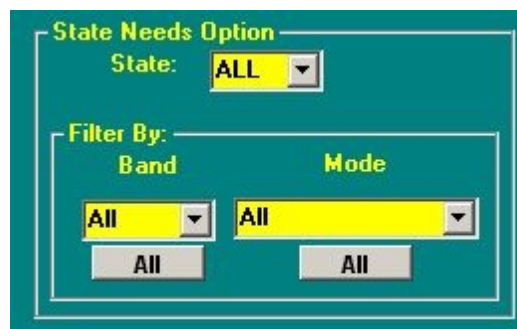 State Needs Option
State: ALL
Filter By:
Band Mode
All All
All All